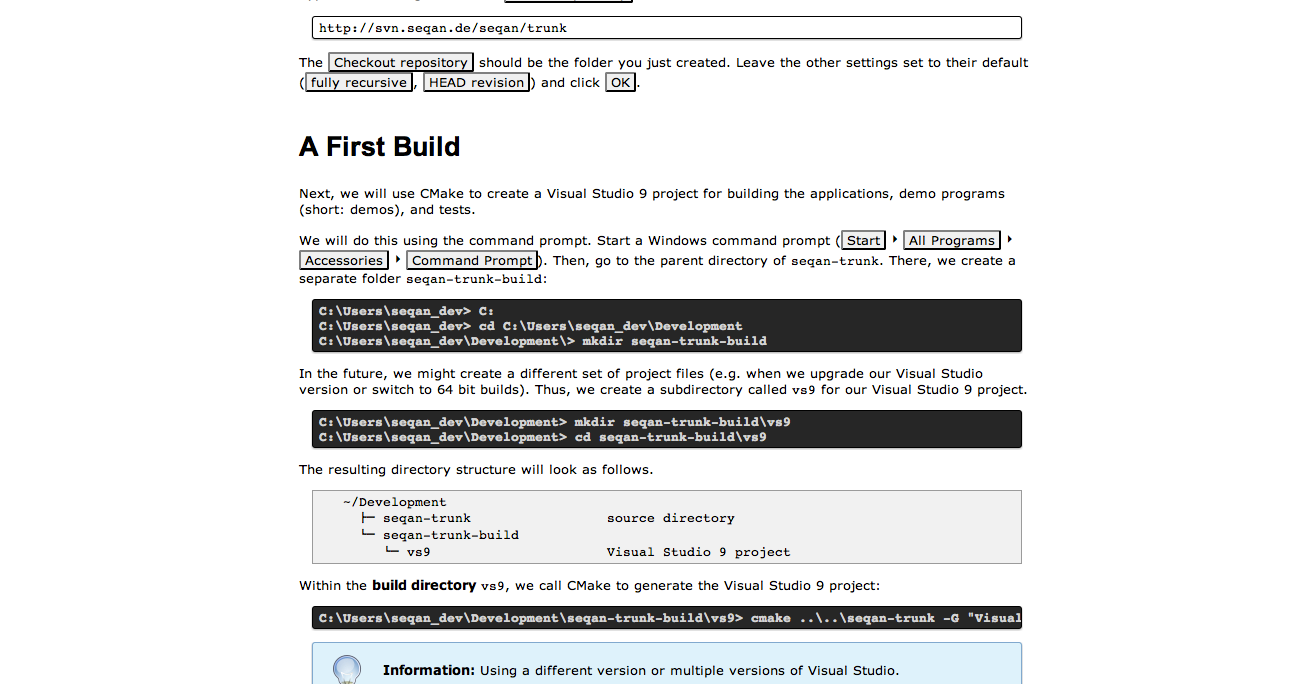 http://svn.seqan.de/seqan/trunk
The Checkout repository should be the folder you just created. Leave the other settings set to their default
(fully recursive, HEAD revision) and click OK.
A First Build
Next, we will use CMake to create a Visual Studio 9 project for building the applications, demo programs
(short: demos), and tests.
We will do this using the command prompt. Start a Windows command prompt (Start ‣ All Programs ‣
Accessories ‣ Command Prompt). Then, go to the parent directory of seqan-trunk. There, we create a
separate folder seqan-trunk-build:
C:\Users\seqan_dev> C:
C:\Users\seqan_dev> cd C:\Users\seqan_dev\Development
C:\Users\seqan_dev\Development\> mkdir seqan-trunk-build
In the future, we might create a different set of project files (e.g. when we upgrade our Visual Studio
version or switch to 64 bit builds). Thus, we create a subdirectory called vs9 for our Visual Studio 9 project.
C:\Users\seqan_dev\Development> mkdir seqan-trunk-build\vs9
C:\Users\seqan_dev\Development> cd seqan-trunk-build\vs9
The resulting directory structure will look as follows.
~/Development
├─ seqan-trunk source directory
└─ seqan-trunk-build
└─ vs9 Visual Studio 9 project
Within the build directory vs9, we call CMake to generate the Visual Studio 9 project:
C:\Users\seqan_dev\Development\seqan-trunk-build\vs9> cmake ..\..\seqan-trunk -G "Visual
Information: Using a different version or multiple versions of Visual Studio.